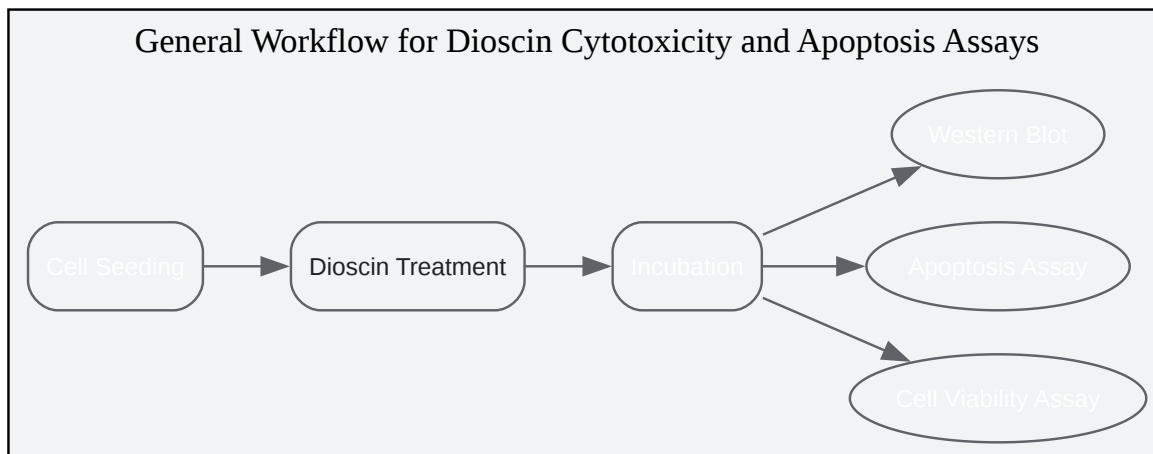 General Workflow for Dioscin Cytotoxicity and Apoptosis Assays
Western Blot
Cell Seeding
Dioscin Treatment
Incubation
Apoptosis Assay
Cell Viability Assay